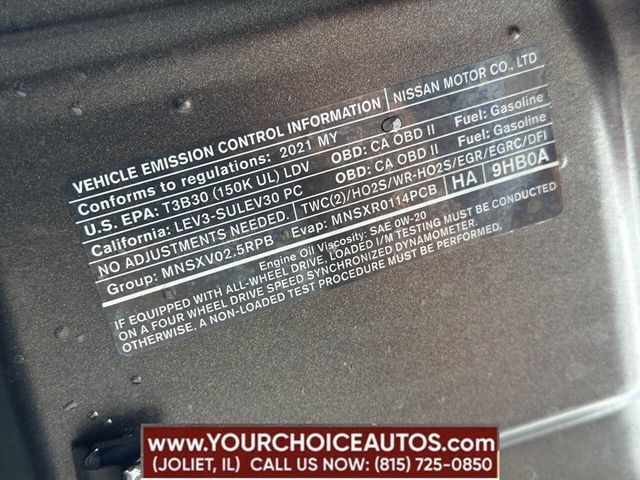 VEHICLE EMISSION CONTROL INFORMATION NISSAN MOTOR CO., LTD
Conforms to regulations: 2021 MY
U.S. EPA: T3B30 (150K UL) LDV OBD: CA OBD II Fuel: Gasoline
California: LEV3-SULEV30 PC OBD: CA OBD II Fuel: Gasoline
NO ADJUSTMENTS NEEDED. TWC(2)/HO2S/WR-HO2S/EGR/EGRC/DFI
Group: MNSXV02.5RPB Evap: MNSXR0114PCB HA 9HB0A
Engine Oil Viscosity: SAE 0W-20
IF EQUIPPED WITH ALL-WHEEL DRIVE, LOADED I/M TESTING MUST BE CONDUCTED
ON A FOUR WHEEL DRIVE SPEED SYNCHRONIZED DYNAMOMETER.
OTHERWISE, A NON-LOADED TEST PROCEDURE MUST BE PERFORMED.
WWW.YOURCHOICEAUTOS.COM
(JOLIET, IL) CALL US NOW: (815) 725-0850